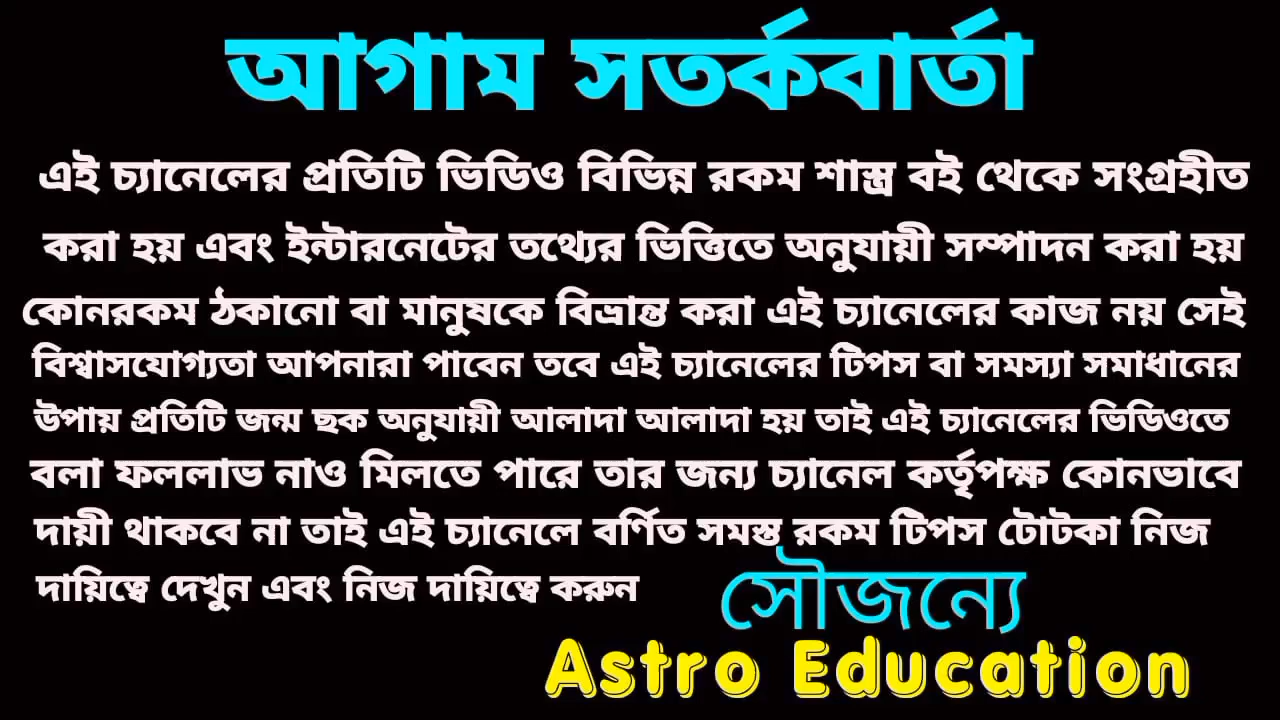 আগাম সতর্কবার্তা
এই চ্যানেলের প্রতিটি ভিডিও বিভিন্ন রকম শাস্ত্র বই থেকে সংগ্রহীত
করা হয় এবং ইন্টারনেটের তথ্যের ভিত্তিতে অনুযায়ী সম্পাদন করা হয়
কোনরকম ঠকানো বা মানুষকে বিভ্রান্ত করা এই চ্যানেলের কাজ নয় সেই
বিশ্বাসযোগ্যতা আপনারা পাবেন তবে এই চ্যানেলের টিপস বা সমস্যা সমাধানের
উপায় প্রতিটি জন্ম ছক অনুযায়ী আলাদা আলাদা হয় তাই এই চ্যানেলের ভিডিওতে
বলা ফললাভ নাও মিলতে পারে তার জন্য চ্যানেল কর্তৃপক্ষ কোনভাবে
দায়ী থাকবে না তাই এই চ্যানেলে বর্ণিত সমস্ত রকম টিপস টোটকা নিজ
দায়িত্বে দেখুন এবং নিজ দায়িত্বে করুন
সৌজন্যে
Astro Education